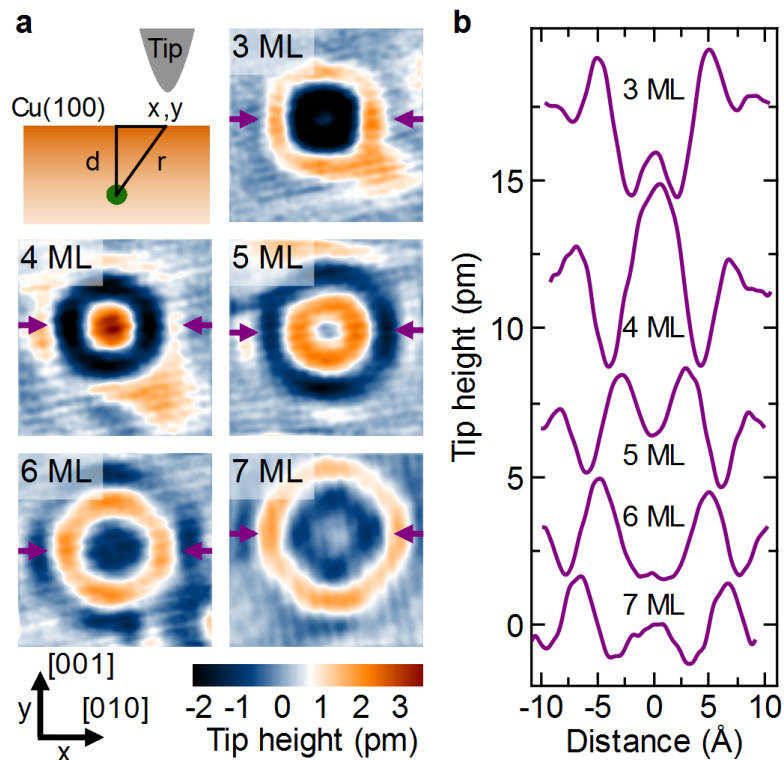 a
Tip
Cu(100)
x,y
d
r
3 ML
4 ML
5 ML
6 ML
7 ML
[001]
y
[010]
x
-2 -1 0 1 2 3
Tip height (pm)
b
3 ML
4 ML
5 ML
6 ML
7 ML
15
10
5
0
Tip height (pm)
-10 -5 0 5 10
Distance (Å)